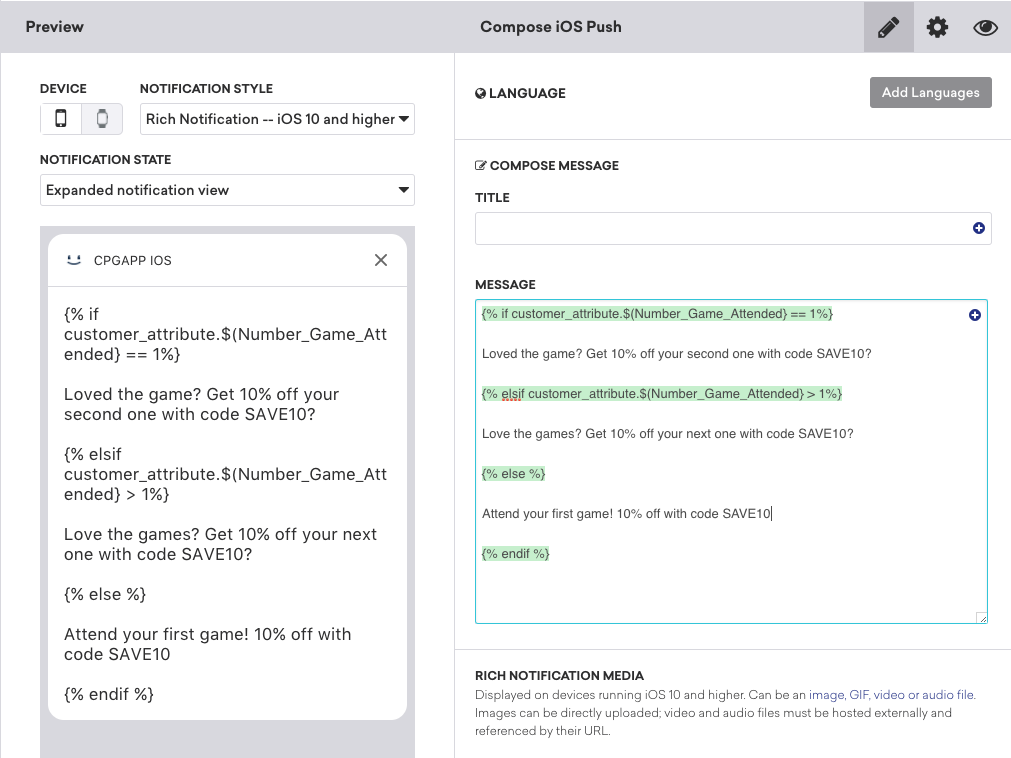 Preview
Compose iOS Push
DEVICE
NOTIFICATION STYLE
Rich Notification -- iOS 10 and higher
NOTIFICATION STATE
Expanded notification view
CPGAPP IOS
{% if
customer_attribute.$(Number_Game_Att
ended} == 1%}
Loved the game? Get 10% off your
second one with code SAVE10?
{% elsif
customer_attribute.$(Number_Game_Att
ended} > 1%}
Love the games? Get 10% off your next
one with code SAVE10?
{% else %}
Attend your first game! 10% off with
code SAVE10
{% endif %}
LANGUAGE
Add Languages
COMPOSE MESSAGE
TITLE
MESSAGE
{% if customer_attribute.$(Number_Game_Attended} == 1%}
Loved the game? Get 10% off your second one with code SAVE10?
{% elsif customer_attribute.$(Number_Game_Attended} > 1%}
Love the games? Get 10% off your next one with code SAVE10?
{% else %}
Attend your first game! 10% off with code SAVE10
{% endif %}
RICH NOTIFICATION MEDIA
Displayed on devices running iOS 10 and higher. Can be an image, GIF, video or audio file.
Images can be directly uploaded; video and audio files must be hosted externally and
referenced by their URL.